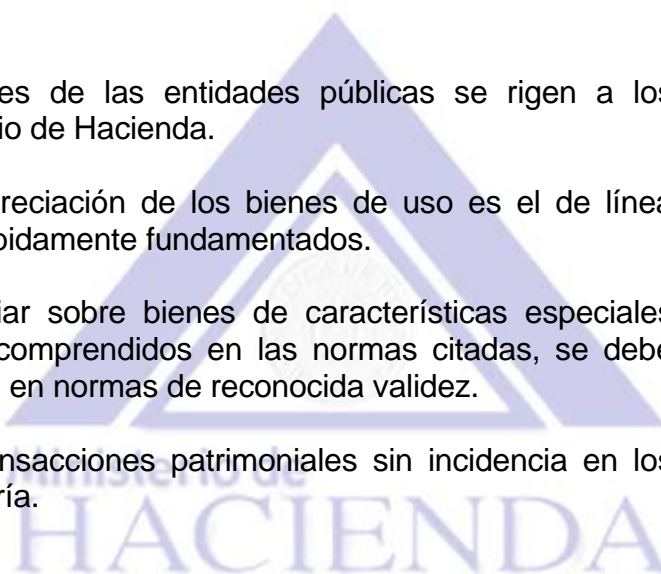 es de las entidades públicas se rigen a los
io de Hacienda.
reciación de los bienes de uso es el de línea
bidamente fundamentados.
iar sobre bienes de características especiales
comprendidos en las normas citadas, se debe
en normas de reconocida validez.
nsacciones patrimoniales sin incidencia en los
ría.
Ministerio de
HACIENDA